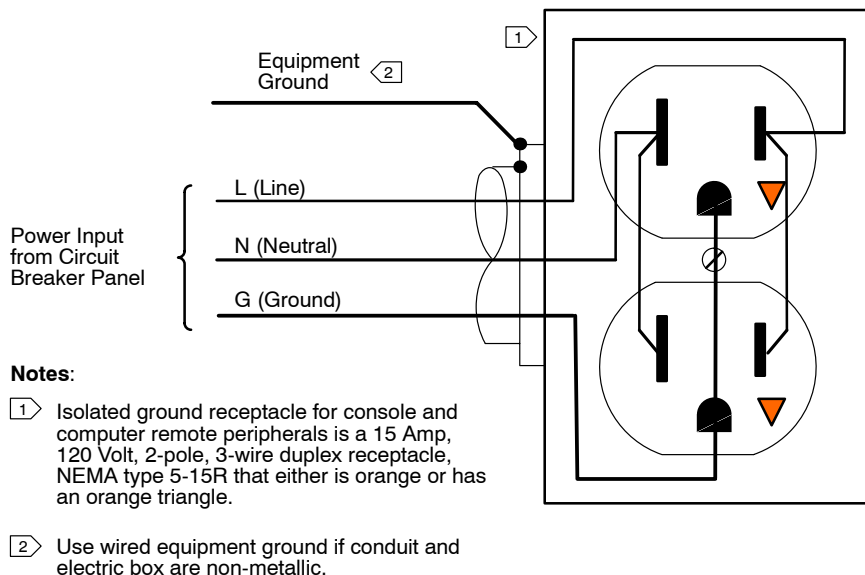 1
Equipment
Ground
2
L (Line)
N (Neutral)
G (Ground)
Power Input
from Circuit
Breaker Panel
Notes:
1 Isolated ground receptacle for console and
computer remote peripherals is a 15 Amp,
120 Volt, 2-pole, 3-wire duplex receptacle,
NEMA type 5-15R that either is orange or has
an orange triangle.
2 Use wired equipment ground if conduit and
electric box are non-metallic.